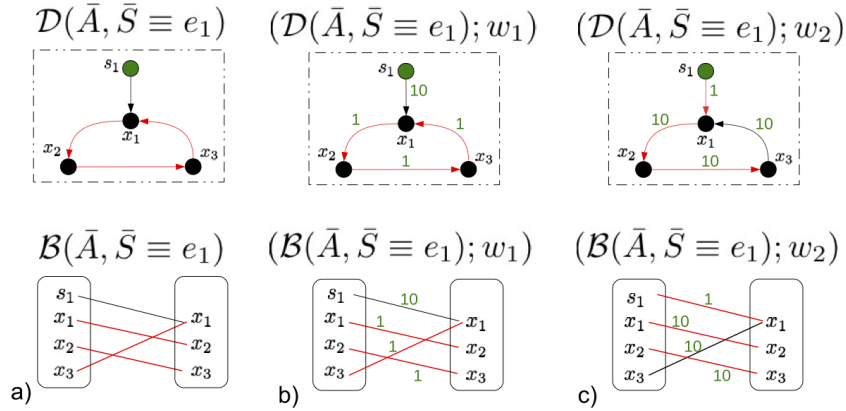 𝒟(Ā, S̄ ≡ e₁)
(𝒟(Ā, S̄ ≡ e₁); w₁)
(𝒟(Ā, S̄ ≡ e₁); w₂)
s₁
x₁
x₂
x₃
s₁
10
1
1
x₁
x₂
x₃
1
s₁
1
10
10
x₁
x₂
x₃
10
ℬ(Ā, S̄ ≡ e₁)
(ℬ(Ā, S̄ ≡ e₁); w₁)
(ℬ(Ā, S̄ ≡ e₁); w₂)
s₁
x₁
x₂
x₃
x₁
x₂
x₃
a)
s₁
x₁
x₂
x₃
10
1
1
1
x₁
x₂
x₃
b)
s₁
x₁
x₂
x₃
1
10
10
10
x₁
x₂
x₃
c)